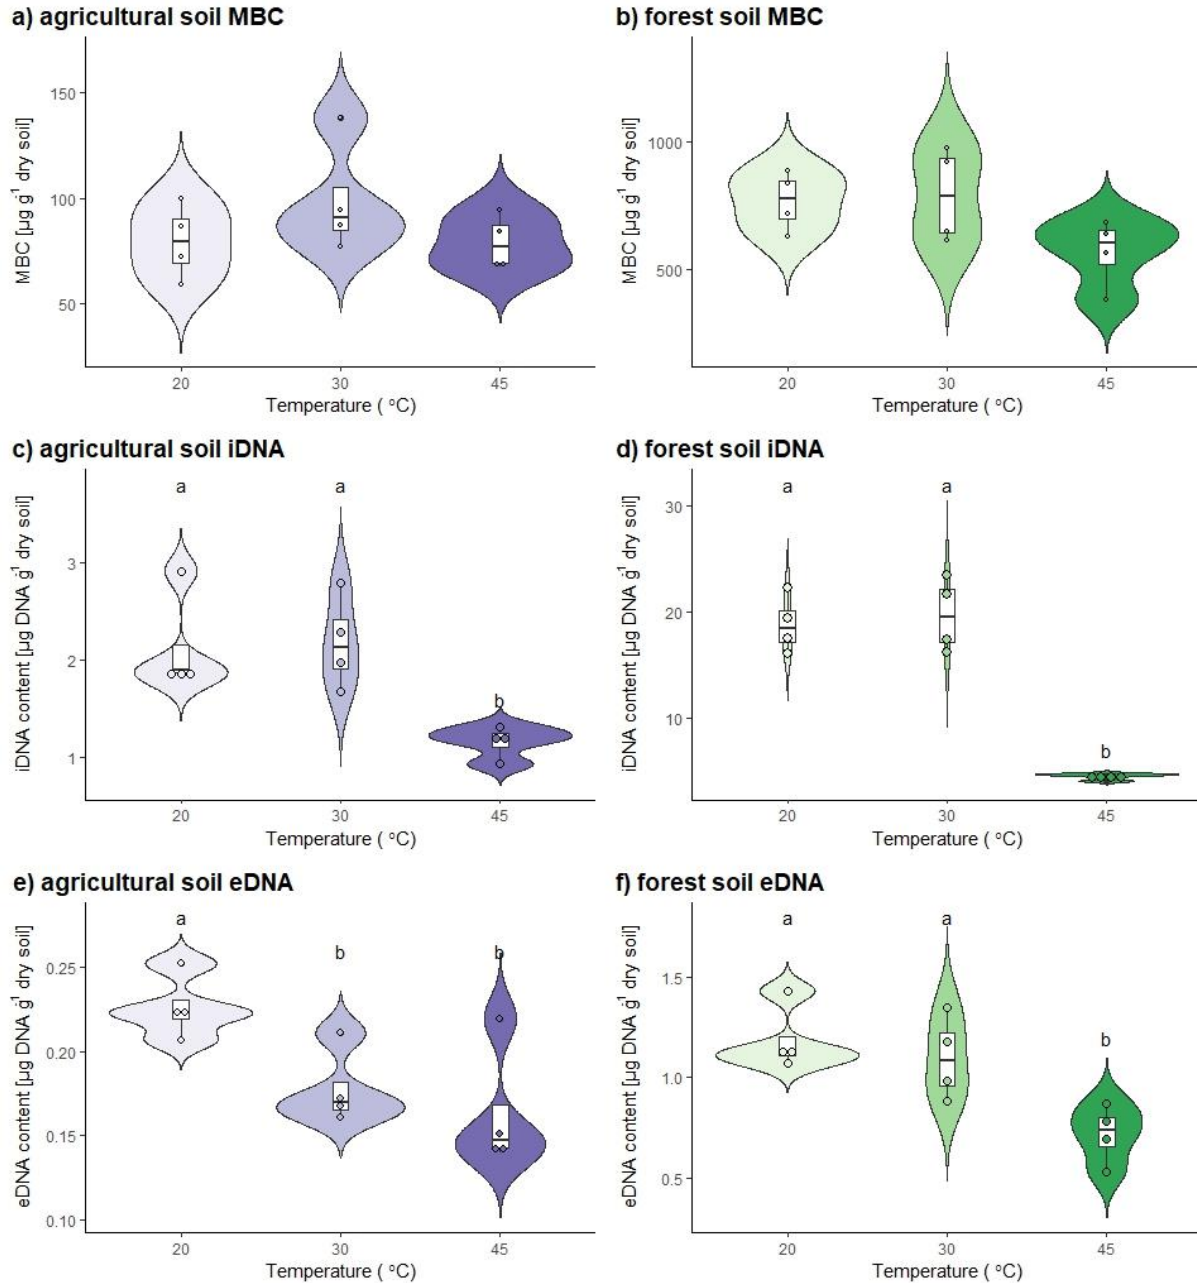 a) agricultural soil MBC
MBC [µg g⁻¹ dry soil]
150
100
50
20 30 45
Temperature ( °C)
b) forest soil MBC
MBC [µg g⁻¹ dry soil]
1000
500
20 30 45
Temperature ( °C)
c) agricultural soil iDNA
iDNA content [µg DNA g⁻¹ dry soil]
a a b
3
2
1
20 30 45
Temperature ( °C)
d) forest soil iDNA
iDNA content [µg DNA g⁻¹ dry soil]
a a b
30
20
10
20 30 45
Temperature ( °C)
e) agricultural soil eDNA
eDNA content [µg DNA g⁻¹ dry soil]
a b b
0.25
0.20
0.15
0.10
20 30 45
Temperature ( °C)
f) forest soil eDNA
eDNA content [µg DNA g⁻¹ dry soil]
a a b
1.5
1.0
0.5
20 30 45
Temperature ( °C)